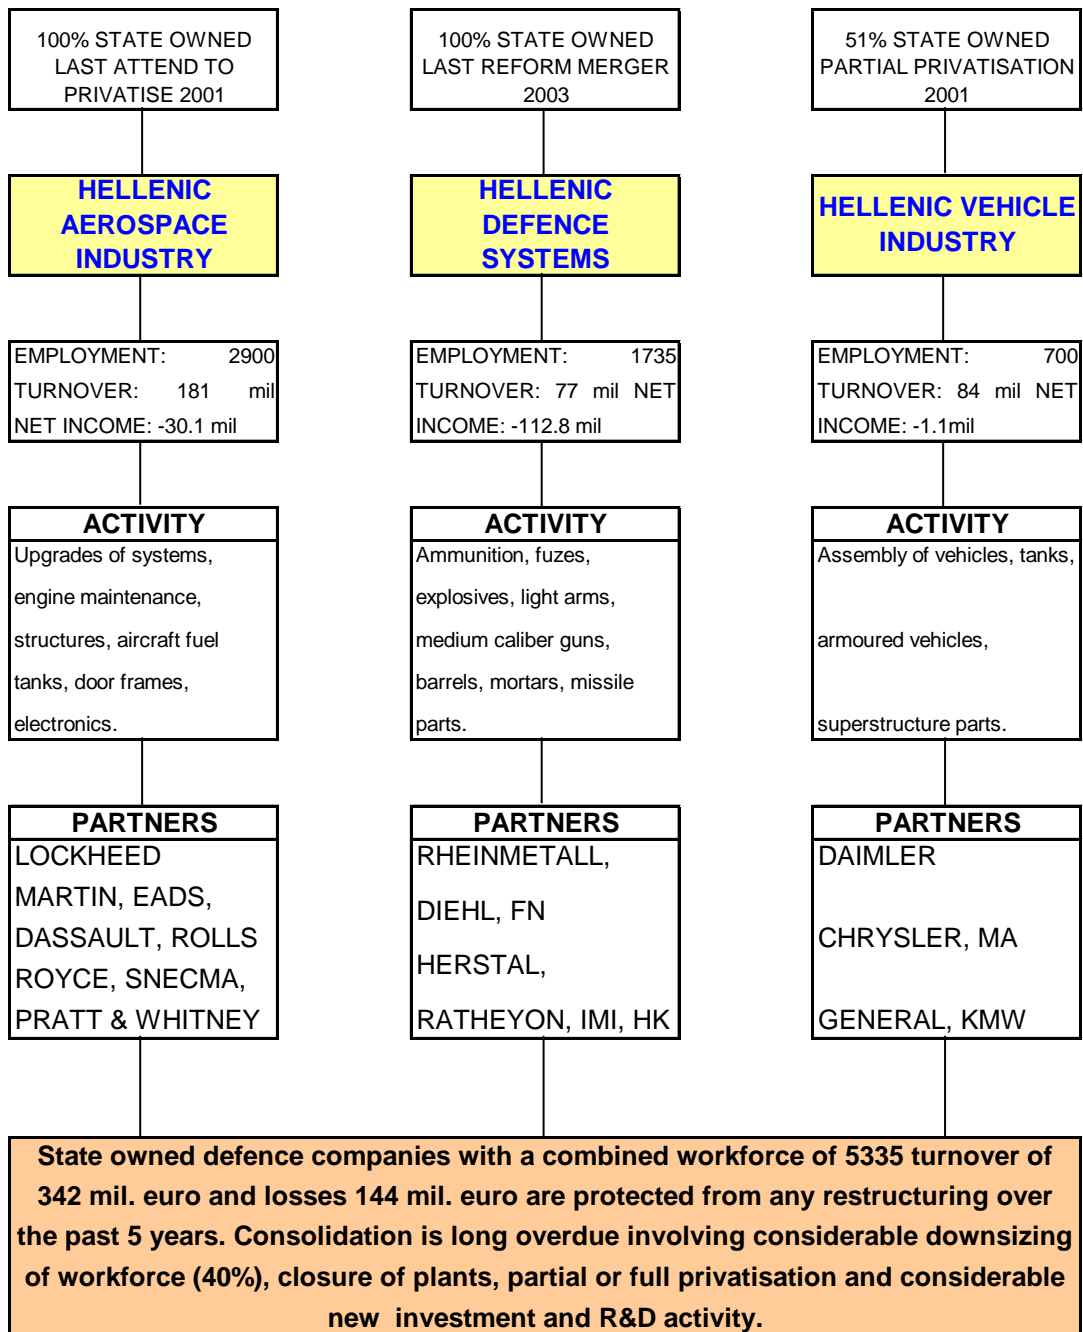 100% STATE OWNED
LAST ATTEND TO
PRIVATISE 2001
HELLENIC
AEROSPACE
INDUSTRY
EMPLOYMENT: 2900
TURNOVER: 181 mil
NET INCOME: -30.1 mil
ACTIVITY
Upgrades of systems,
engine maintenance,
structures, aircraft fuel
tanks, door frames,
electronics.
PARTNERS
LOCKHEED
MARTIN, EADS,
DASSAULT, ROLLS
ROYCE, SNECMA,
PRATT & WHITNEY
100% STATE OWNED
LAST REFORM MERGER
2003
HELLENIC
DEFENCE
SYSTEMS
EMPLOYMENT: 1735
TURNOVER: 77 mil NET
INCOME: -112.8 mil
ACTIVITY
Ammunition, fuzes,
explosives, light arms,
medium caliber guns,
barrels, mortars, missile
parts.
PARTNERS
RHEINMETALL,
DIEHL, FN
HERSTAL,
RATHEYON, IMI, HK
51% STATE OWNED
PARTIAL PRIVATISATION
2001
HELLENIC VEHICLE
INDUSTRY
EMPLOYMENT: 700
TURNOVER: 84 mil NET
INCOME: -1.1mil
ACTIVITY
Assembly of vehicles, tanks,
armoured vehicles,
superstructure parts.
PARTNERS
DAIMLER
CHRYSLER, MA
GENERAL, KMW
State owned defence companies with a combined workforce of 5335 turnover of
342 mil. euro and losses 144 mil. euro are protected from any restructuring over
the past 5 years. Consolidation is long overdue involving considerable downsizing
of workforce (40%), closure of plants, partial or full privatisation and considerable
new investment and R&D activity.